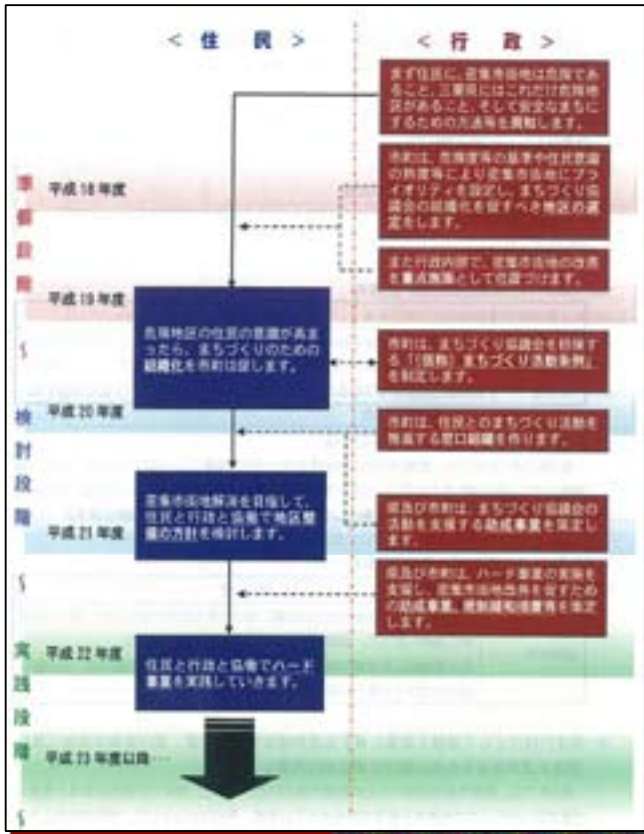 ＜ 住 民 ＞
＜ 行 政 ＞
まず住民に、密集市街地は危険であ
ること、三重県にはこれだけ危険地
区があること、そして安全なまちに
するための方法等を周知します。
準備段階
平成18年度
市町は、危険度等の基準や住民意識
の熟度等により密集市街地にプラ
イオリティを設定し、まちづくり協
議会の組織化を促すべき地区の選
定をします。
また行政内部で、密集市街地の改善
を重点施策として位置づけます。
平成19年度
危険地区の住民の意識が高ま
ったら、まちづくりのための
組織化を市町は促します。
市町は、まちづくり協議会を担保す
る「（仮称）まちづくり活動条例」
を制定します。
～
検討段階
平成20年度
市町は、住民とのまちづくり活動を
推進する窓口組織を作ります。
密集市街地解消を目指して、
住民と行政と協働で地区整
備の方針を検討します。
平成21年度
県及び市町は、まちづくり協議会の
活動を支援する助成事業を策定し
ます。
県及び市町は、ハード事業の実施を
支援し、密集市街地改善を促すため
の助成事業、規制緩和措置等を策定
します。
～
実践段階
平成22年度
住民と行政と協働でハード
事業を実践していきます。
平成23年度以降…
～